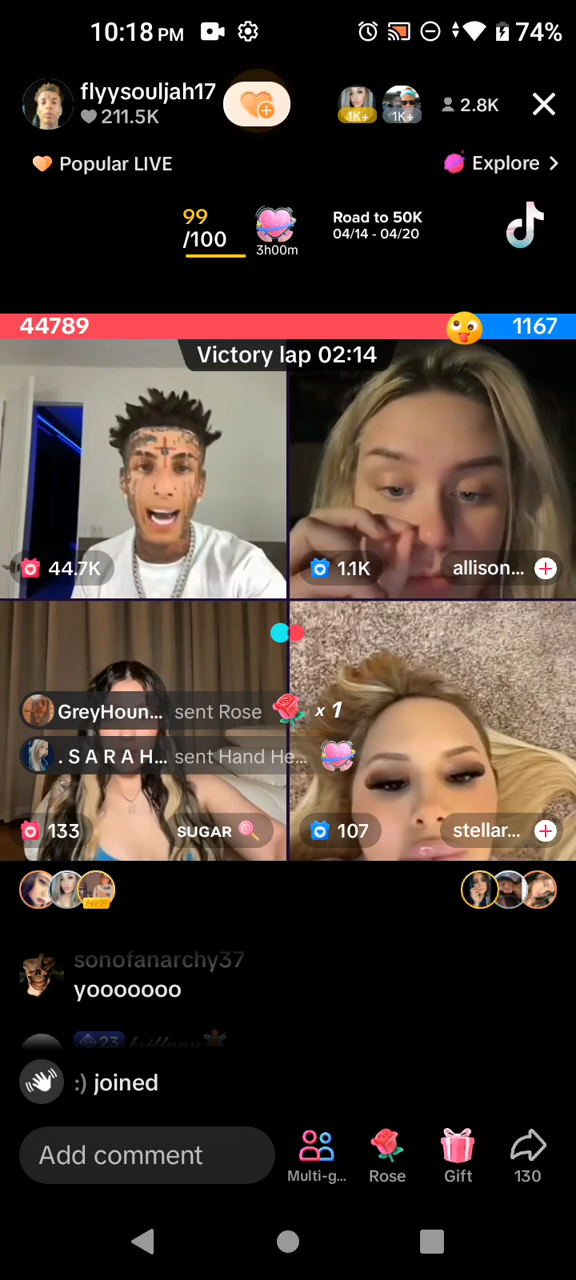 10:18 PM
74%
flyysouljah17
211.5K
1K+
1K+
2.8K
Popular LIVE
Explore >
99
/100
3h00m
Road to 50K
04/14 - 04/20
44789
1167
Victory lap 02:14
44.7K
1.1K
allison...
GreyHoun... sent Rose x 1
. S A R A H... sent Hand He...
133
SUGAR
107
stellar...
sonofanarchy37
yooooooo
23 brittany
:) joined
Add comment
Multi-g...
Rose
Gift
130